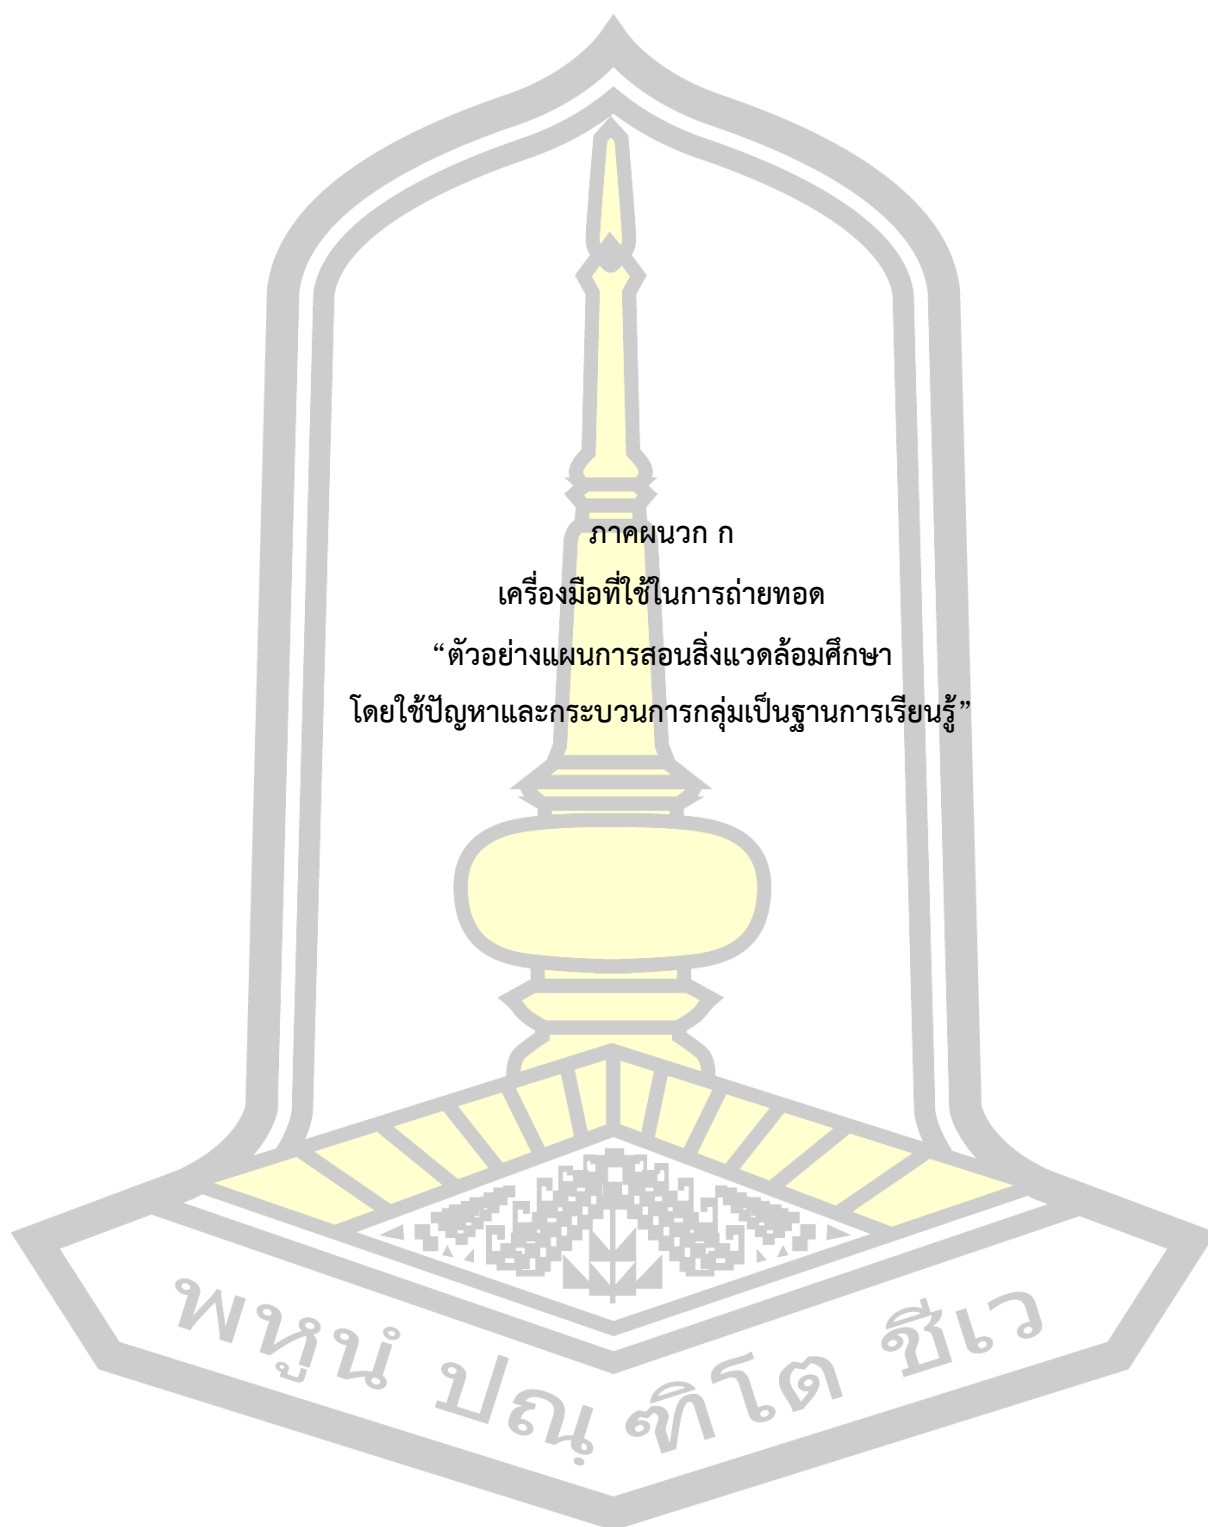 ภาคผนวก ก
เครื่องมือที่ใช้ในการถ่ายทอด
“ตัวอย่างแผนการสอนสิ่งแวดล้อมศึกษา
โดยใช้ปัญหาและกระบวนการกลุ่มเป็นฐานการเรียนรู้”
พหูนํ ปณฺ ฑิโต ชีเว